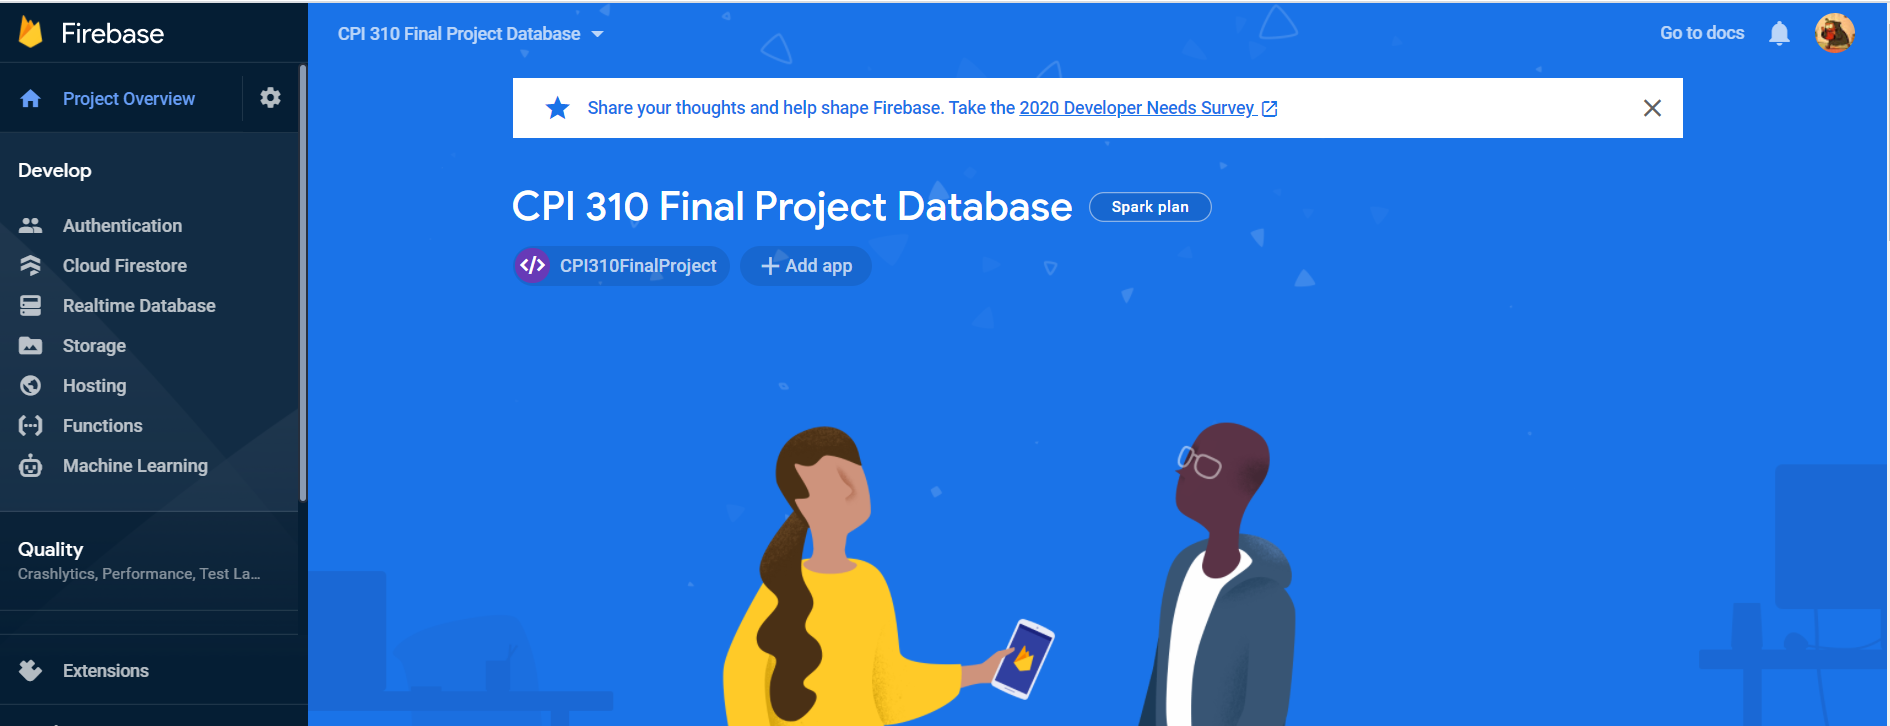 Firebase
Project Overview
Develop
Authentication
Cloud Firestore
Realtime Database
Storage
Hosting
Functions
Machine Learning
Quality
Crashlytics, Performance, Test La...
Extensions
CPI 310 Final Project Database
Go to docs
Share your thoughts and help shape Firebase. Take the 2020 Developer Needs Survey
CPI 310 Final Project Database
Spark plan
</> CPI310FinalProject
+ Add app